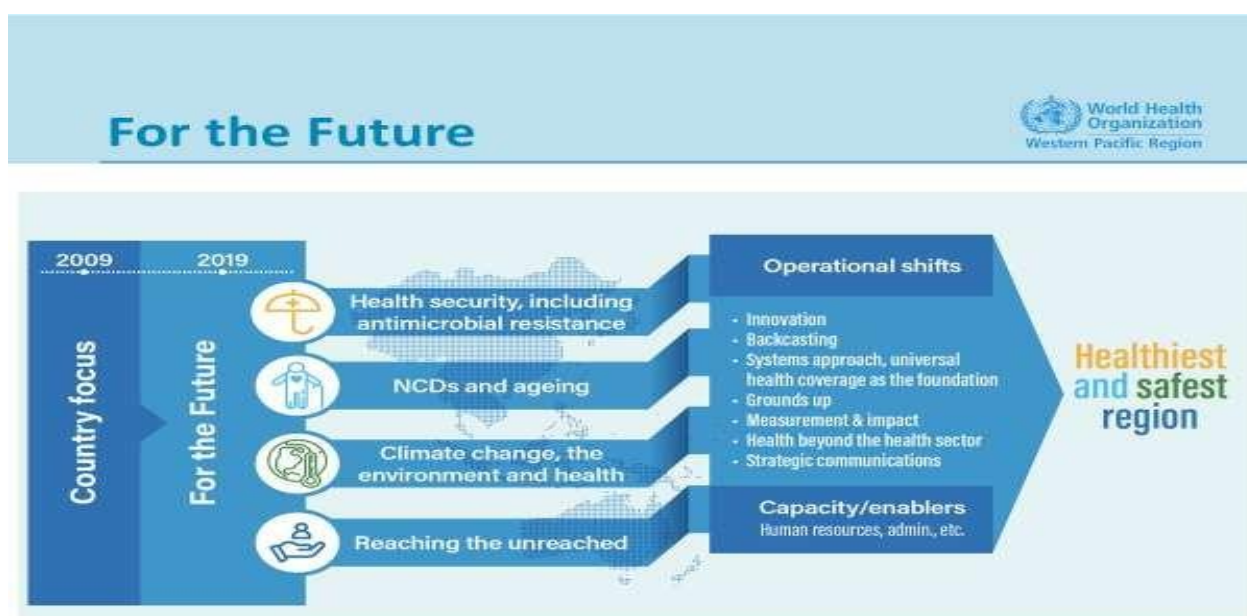 For the Future
World Health
Organization
Western Pacific Region
2009
2019
Country focus
For the Future
Health security, including
antimicrobial resistance
NCDs and ageing
Climate change, the
environment and health
Reaching the unreached
Operational shifts
• Innovation
• Backcasting
• Systems approach, universal
health coverage as the foundation
• Grounds up
• Measurement & impact
• Health beyond the health sector
• Strategic communications
Capacity/enablers
Human resources, admin., etc.
Healthiest
and safest
region